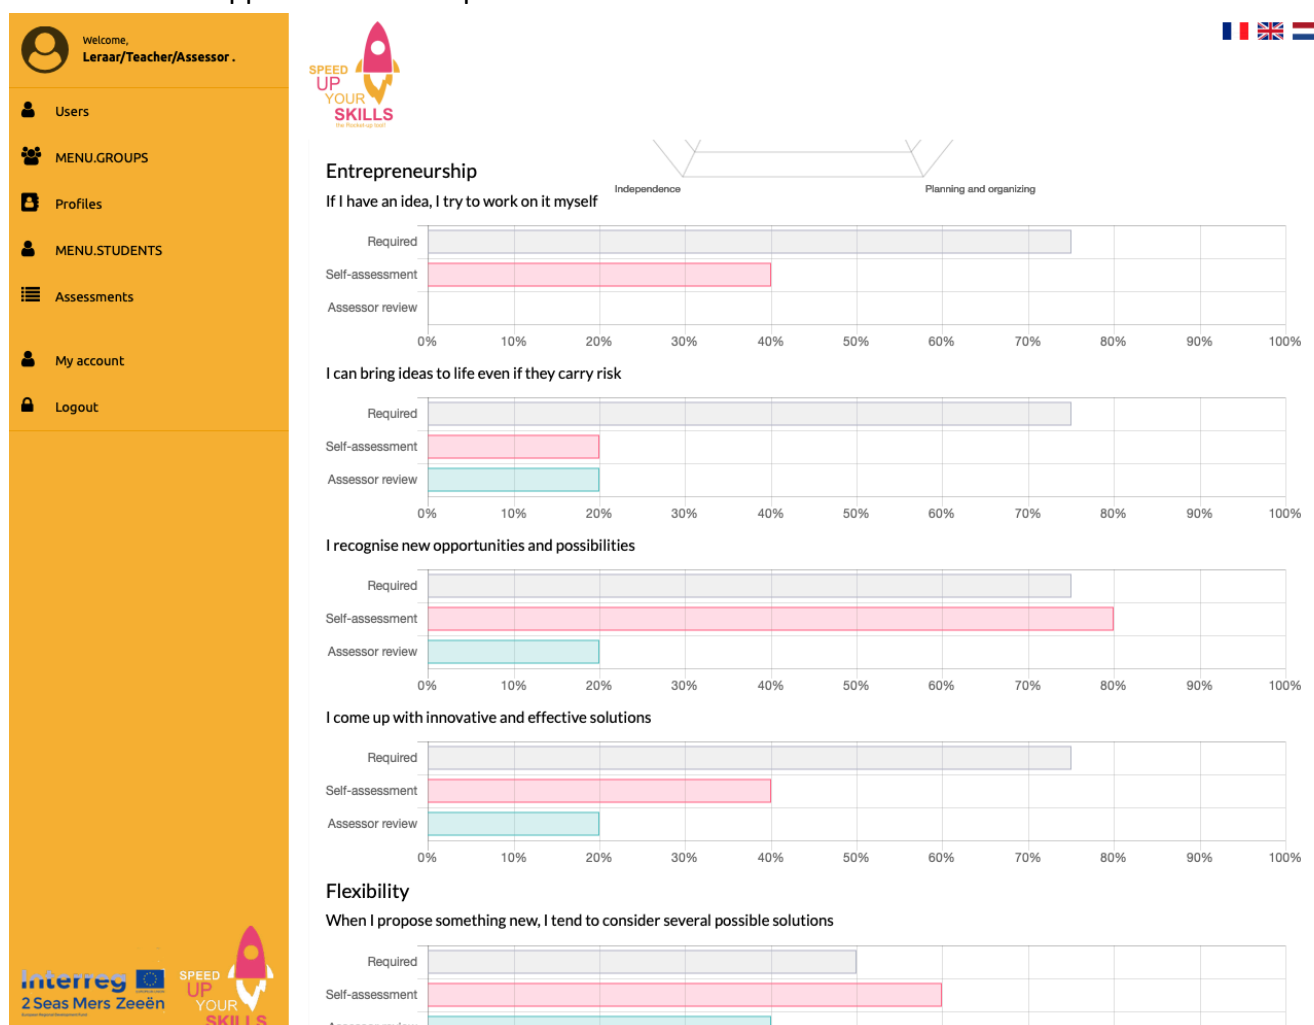 Welcome,
Leraar/Teacher/Assessor .
Users
MENU.GROUPS
Profiles
MENU.STUDENTS
Assessments
My account
Logout
Interreg
2 Seas Mers Zeeën
SPEED
UP
YOUR
SKILLS
SPEED
UP
YOUR
SKILLS
the Rocket-up tool!
Independence
Planning and organizing
Entrepreneurship
If I have an idea, I try to work on it myself
Required
Self-assessment
Assessor review
0% 10% 20% 30% 40% 50% 60% 70% 80% 90% 100%
I can bring ideas to life even if they carry risk
Required
Self-assessment
Assessor review
0% 10% 20% 30% 40% 50% 60% 70% 80% 90% 100%
I recognise new opportunities and possibilities
Required
Self-assessment
Assessor review
0% 10% 20% 30% 40% 50% 60% 70% 80% 90% 100%
I come up with innovative and effective solutions
Required
Self-assessment
Assessor review
0% 10% 20% 30% 40% 50% 60% 70% 80% 90% 100%
Flexibility
When I propose something new, I tend to consider several possible solutions
Required
Self-assessment
Assessor review